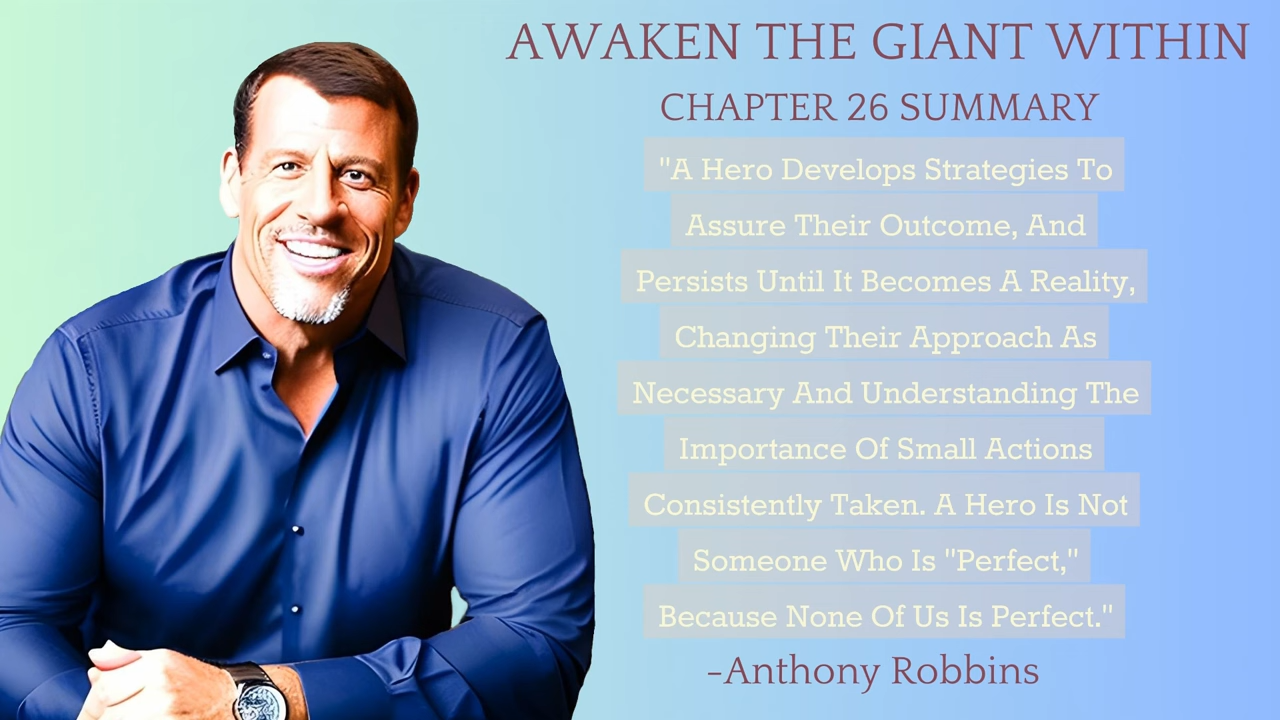 AWAKEN THE GIANT WITHIN
CHAPTER 26 SUMMARY
"A Hero Develops Strategies To
Assure Their Outcome, And
Persists Until It Becomes A Reality,
Changing Their Approach As
Necessary And Understanding The
Importance Of Small Actions
Consistently Taken. A Hero Is Not
Someone Who Is "Perfect,"
Because None Of Us Is Perfect."
-Anthony Robbins